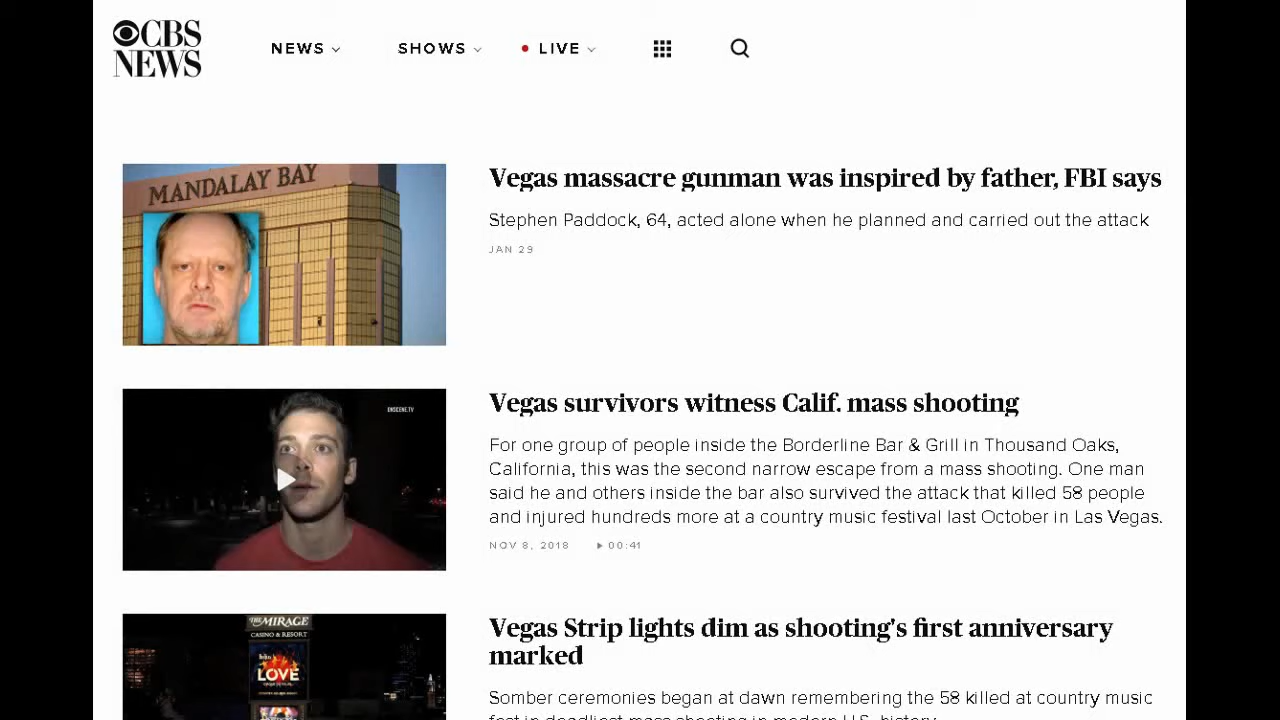 CBS
NEWS
NEWS
SHOWS
LIVE
MANDALAY BAY
Vegas massacre gunman was inspired by father, FBI says
Stephen Paddock, 64, acted alone when he planned and carried out the attack
JAN 29
ONSCENE.TV
Vegas survivors witness Calif. mass shooting
For one group of people inside the Borderline Bar & Grill in Thousand Oaks,
California, this was the second narrow escape from a mass shooting. One man
said he and others inside the bar also survived the attack that killed 58 people
and injured hundreds more at a country music festival last October in Las Vegas.
NOV 8, 2018
00:41
THE MIRAGE
CASINO & RESORT
LOVE
Vegas Strip lights dim as shooting's first anniversary
marked
Somber ceremonies began at dawn remembering the 58 killed at country music
fest in deadliest mass shooting in modern U.S. history